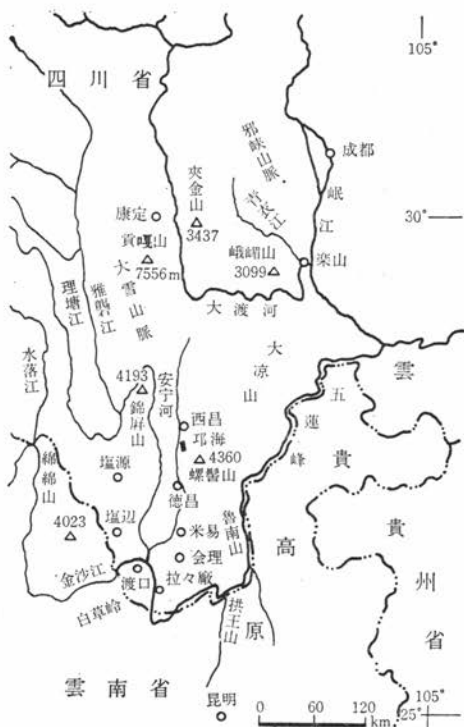 105°
四川省
邛峡山脈
成都
青衣江
岷江
夾金山
3437
康定
貢嘎山
7556m
30°
峨嵋山
3099
楽山
大雪山脈
雅礱江
理塘江
大渡河
水落江
大凉山
雲貴高原
五蓮峰
4193
錦屏山
安宁河
西昌
邛海
4360
螺髻山
綿綿山
塩源
徳昌
貴州省
4023
塩辺
米易
魯南山
会理
金沙江
渡口
拉々廠
白草岭
拱王山
雲南省
昆明
0 60 120
km
105°
25°